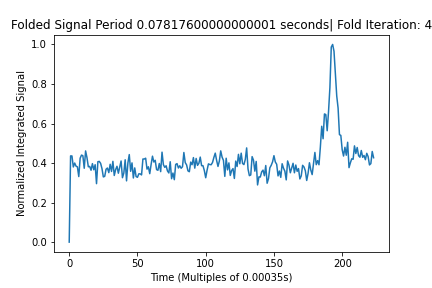 Folded Signal Period 0.07817600000000001 seconds| Fold Iteration: 4
Normalized Integrated Signal
1.0
0.8
0.6
0.4
0.2
0.0
0 50 100 150 200
Time (Multiples of 0.00035s)